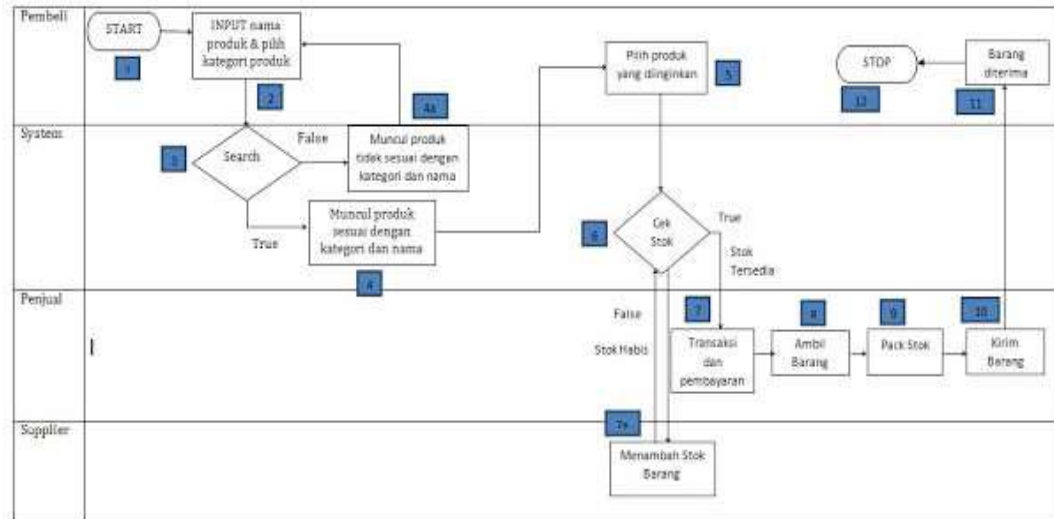 Pembeli
START
1
INPUT nama
produk & pilih
kategori produk
2
4a
Pilih produk
yang diinginkan
5
STOP
12
Barang
diterima
11
System
3
Search
False
Muncul produk
tidak sesuai dengan
kategori dan nama
True
Muncul produk
sesuai dengan
kategori dan nama
4
6
Cek
Stok
True
Stok
Tersedia
Penjual
False
Stok Habis
7
Transaksi
dan
pembayaran
8
Ambil
Barang
9
Pack Stok
10
Kirim
Barang
Supplier
7a
Menambah Stok
Barang